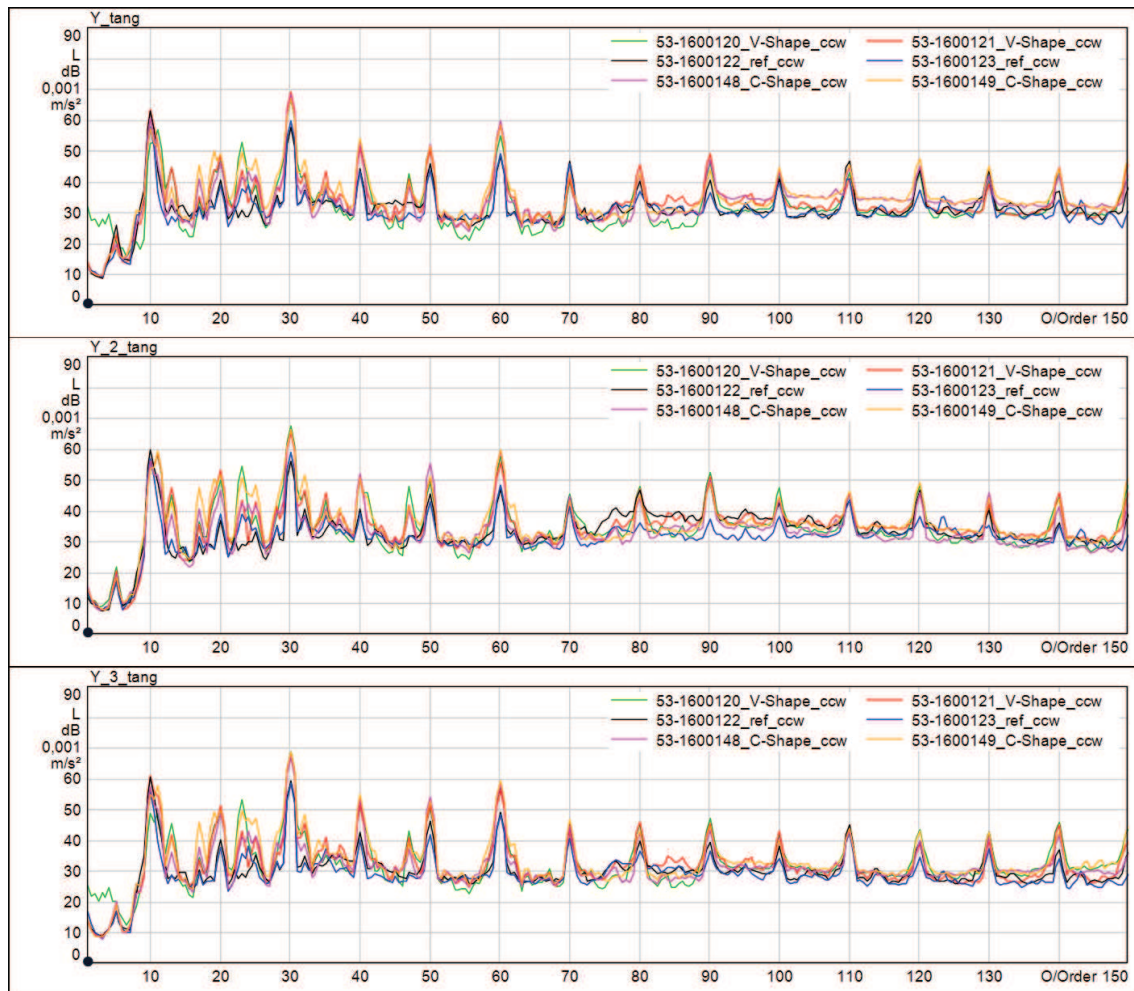 Y_tang
90
L
dB
0,001
m/s²
60
50
40
30
20
10
0
53-1600120_V-Shape_ccw 53-1600121_V-Shape_ccw
53-1600122_ref_ccw 53-1600123_ref_ccw
53-1600148_C-Shape_ccw 53-1600149_C-Shape_ccw
10 20 30 40 50 60 70 80 90 100 110 120 130 O/Order 150
Y_2_tang
90
L
dB
0,001
m/s²
60
50
40
30
20
10
0
53-1600120_V-Shape_ccw 53-1600121_V-Shape_ccw
53-1600122_ref_ccw 53-1600123_ref_ccw
53-1600148_C-Shape_ccw 53-1600149_C-Shape_ccw
10 20 30 40 50 60 70 80 90 100 110 120 130 O/Order 150
Y_3_tang
90
L
dB
0,001
m/s²
60
50
40
30
20
10
0
53-1600120_V-Shape_ccw 53-1600121_V-Shape_ccw
53-1600122_ref_ccw 53-1600123_ref_ccw
53-1600148_C-Shape_ccw 53-1600149_C-Shape_ccw
10 20 30 40 50 60 70 80 90 100 110 120 130 O/Order 150